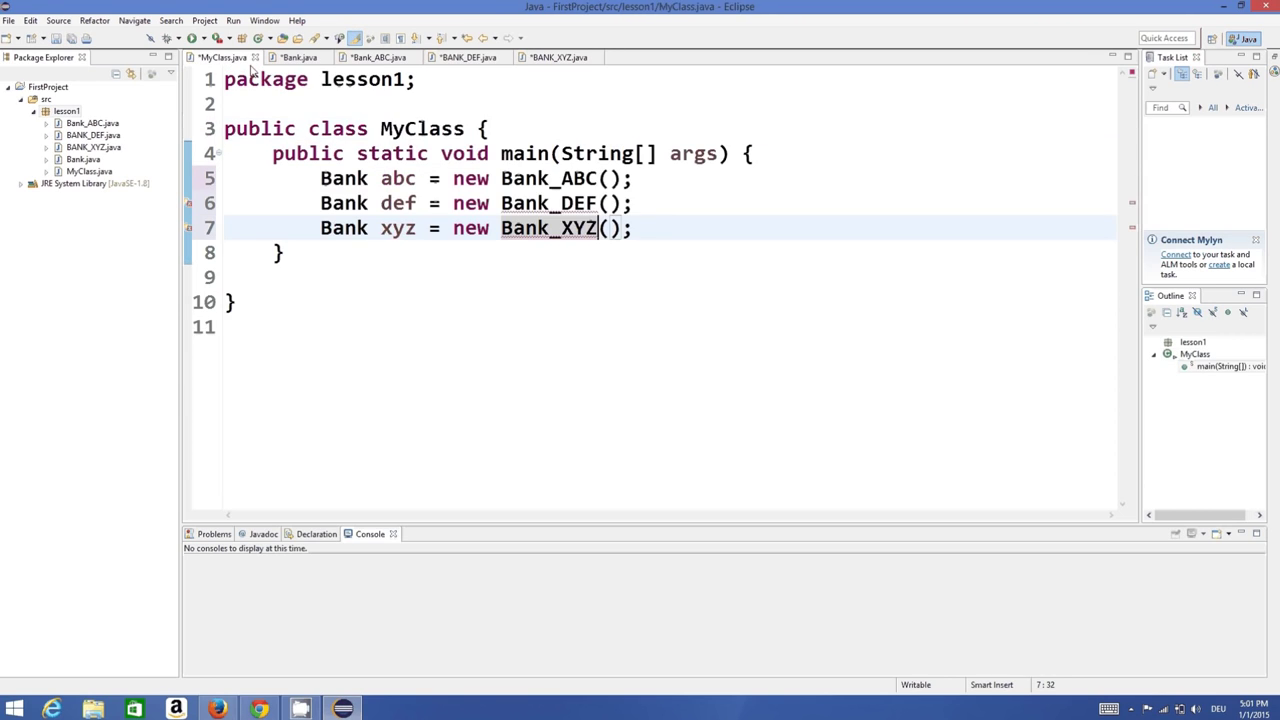 Java - FirstProject/src/lesson1/MyClass.java - Eclipse
File Edit Source Refactor Navigate Search Project Run Window Help
Quick Access
Java
Package Explorer
*MyClass.java
*Bank.java
*Bank_ABC.java
*BANK_DEF.java
*BANK_XYZ.java
Task List
FirstProject
src
lesson1
Bank_ABC.java
BANK_DEF.java
BANK_XYZ.java
Bank.java
MyClass.java
JRE System Library [JavaSE-1.8]
1 package lesson1;
2
3 public class MyClass {
4 public static void main(String[] args) {
5 Bank abc = new Bank_ABC();
6 Bank def = new Bank_DEF();
7 Bank xyz = new Bank_XYZ();
8 }
9
10 }
11
Find All Activa...
Connect Mylyn
Connect to your task and
ALM tools or create a local
task.
Outline
lesson1
MyClass
main(String[]) : voi
Problems
Javadoc
Declaration
Console
No consoles to display at this time.
Writable
Smart Insert
7 : 32
DEU
5:01 PM
1/1/2015